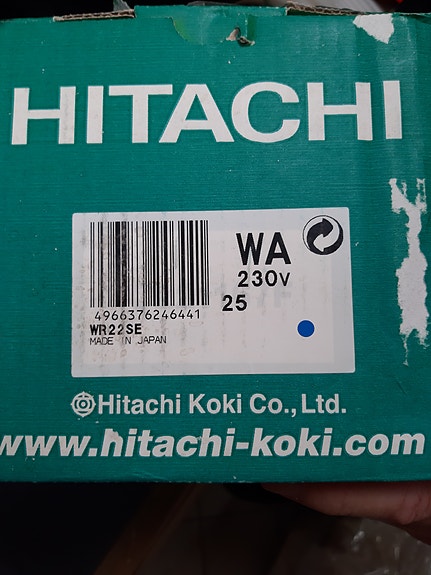 HITACHI
WA
230V
25
4966376246441
WR22SE
MADE IN JAPAN
Hitachi Koki Co., Ltd.
www.hitachi-koki.com